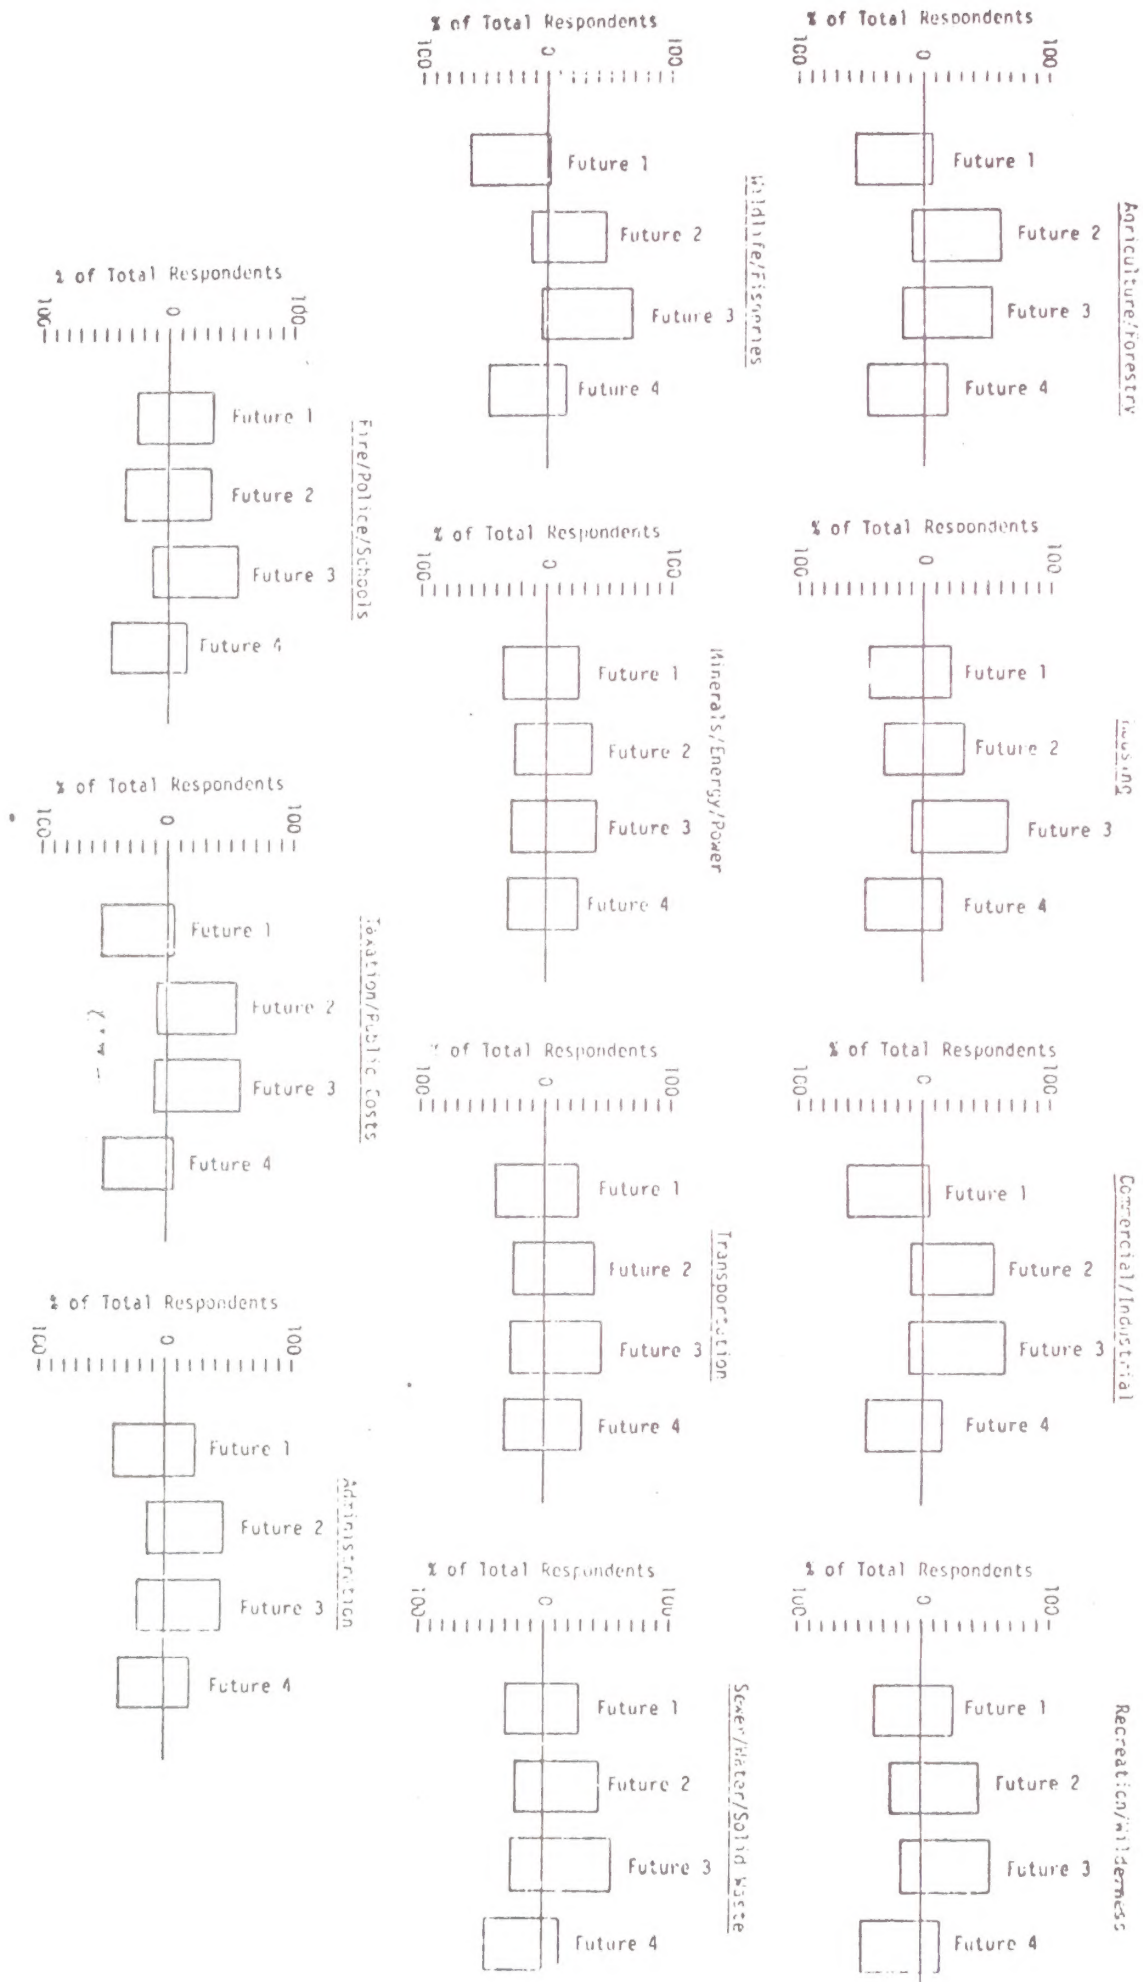 Agriculture/Forestry
% of Total Respondents
100
0
100
Future 1
Future 2
Future 3
Future 4
Housing
% of Total Respondents
100
0
100
Future 1
Future 2
Future 3
Future 4
Commercial/Industrial
% of Total Respondents
100
0
100
Future 1
Future 2
Future 3
Future 4
Recreation/Wilderness
% of Total Respondents
100
0
100
Future 1
Future 2
Future 3
Future 4
Wildlife/Fisheries
% of Total Respondents
100
0
100
Future 1
Future 2
Future 3
Future 4
Minerals/Energy/Power
% of Total Respondents
100
0
100
Future 1
Future 2
Future 3
Future 4
Transportation
% of Total Respondents
100
0
100
Future 1
Future 2
Future 3
Future 4
Sewer/Water/Solid Waste
% of Total Respondents
100
0
100
Future 1
Future 2
Future 3
Future 4
Fire/Police/Schools
% of Total Respondents
100
0
100
Future 1
Future 2
Future 3
Future 4
Taxation/Public Costs
% of Total Respondents
100
0
100
Future 1
Future 2
Future 3
Future 4
Administration
% of Total Respondents
100
0
100
Future 1
Future 2
Future 3
Future 4